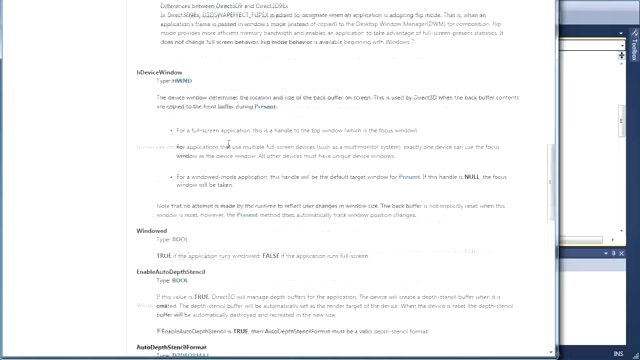 Differences between Direct3D9 and Direct3D9Ex
In Direct3D9Ex, D3DSWAPEFFECT_FLIPEX is added to designate when an application is adopting flip mode. That is, when an
application's frame is passed in windowed mode (instead of copied) to the Desktop Window Manager(DWM) for composition. Flip
mode provides more efficient memory bandwidth and enables an application to take advantage of full-screen-present statistics. It
does not change full screen behavior. Flip mode behavior is available beginning with Windows 7.
hDeviceWindow
Type: HWND
The device window determines the location and size of the back buffer on screen. This is used by Direct3D when the back buffer contents
are copied to the front buffer during Present.
• For a full-screen application, this is a handle to the top window (which is the focus window).
For applications that use multiple full-screen devices (such as a multimonitor system), exactly one device can use the focus
window as the device window. All other devices must have unique device windows.
• For a windowed-mode application, this handle will be the default target window for Present. If this handle is NULL, the focus
window will be taken.
Note that no attempt is made by the runtime to reflect user changes in window size. The back buffer is not implicitly reset when this
window is reset. However, the Present method does automatically track window position changes.
Windowed
Type: BOOL
TRUE if the application runs windowed; FALSE if the application runs full-screen.
EnableAutoDepthStencil
Type: BOOL
If this value is TRUE, Direct3D will manage depth buffers for the application. The device will create a depth-stencil buffer when it is
created. The depth-stencil buffer will be automatically set as the render target of the device. When the device is reset, the depth-stencil
buffer will be automatically destroyed and recreated in the new size.
If EnableAutoDepthStencil is TRUE, then AutoDepthStencilFormat must be a valid depth-stencil format.
AutoDepthStencilFormat
Type: D3DFORMAT
Toolbox
INS